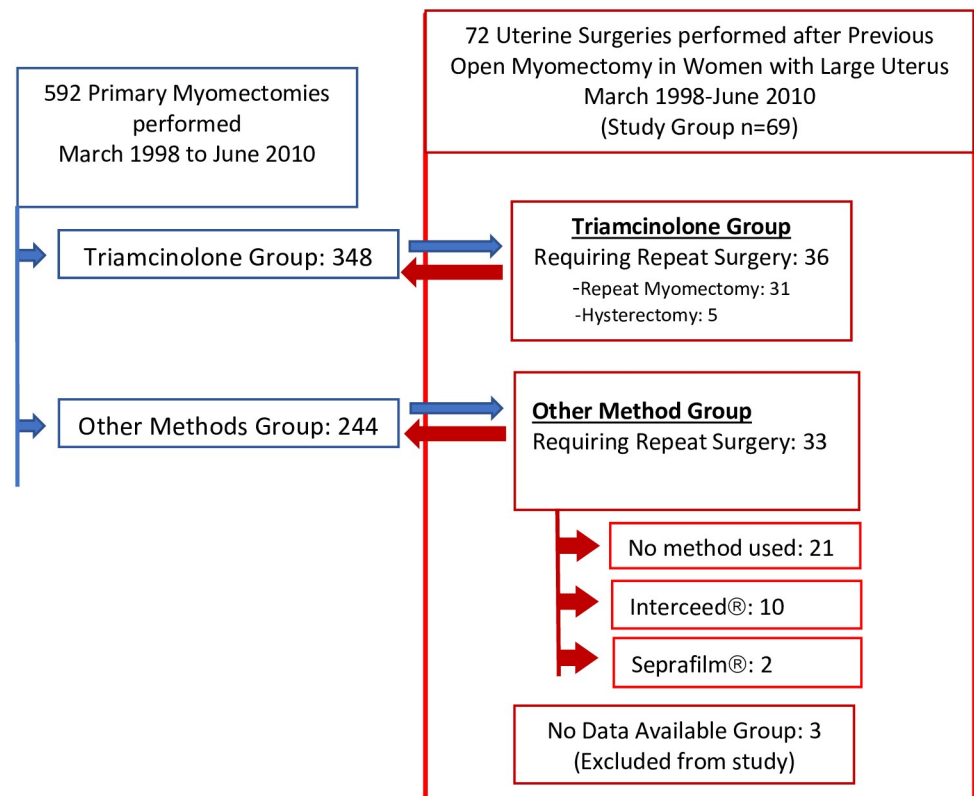 592 Primary Myomectomies
performed
March 1998 to June 2010
72 Uterine Surgeries performed after Previous
Open Myomectomy in Women with Large Uterus
March 1998-June 2010
(Study Group n=69)
Triamcinolone Group: 348
Triamcinolone Group
Requiring Repeat Surgery: 36
-Repeat Myomectomy: 31
-Hysterectomy: 5
Other Methods Group: 244
Other Method Group
Requiring Repeat Surgery: 33
No method used: 21
Interceed®: 10
Seprafilm®: 2
No Data Available Group: 3
(Excluded from study)